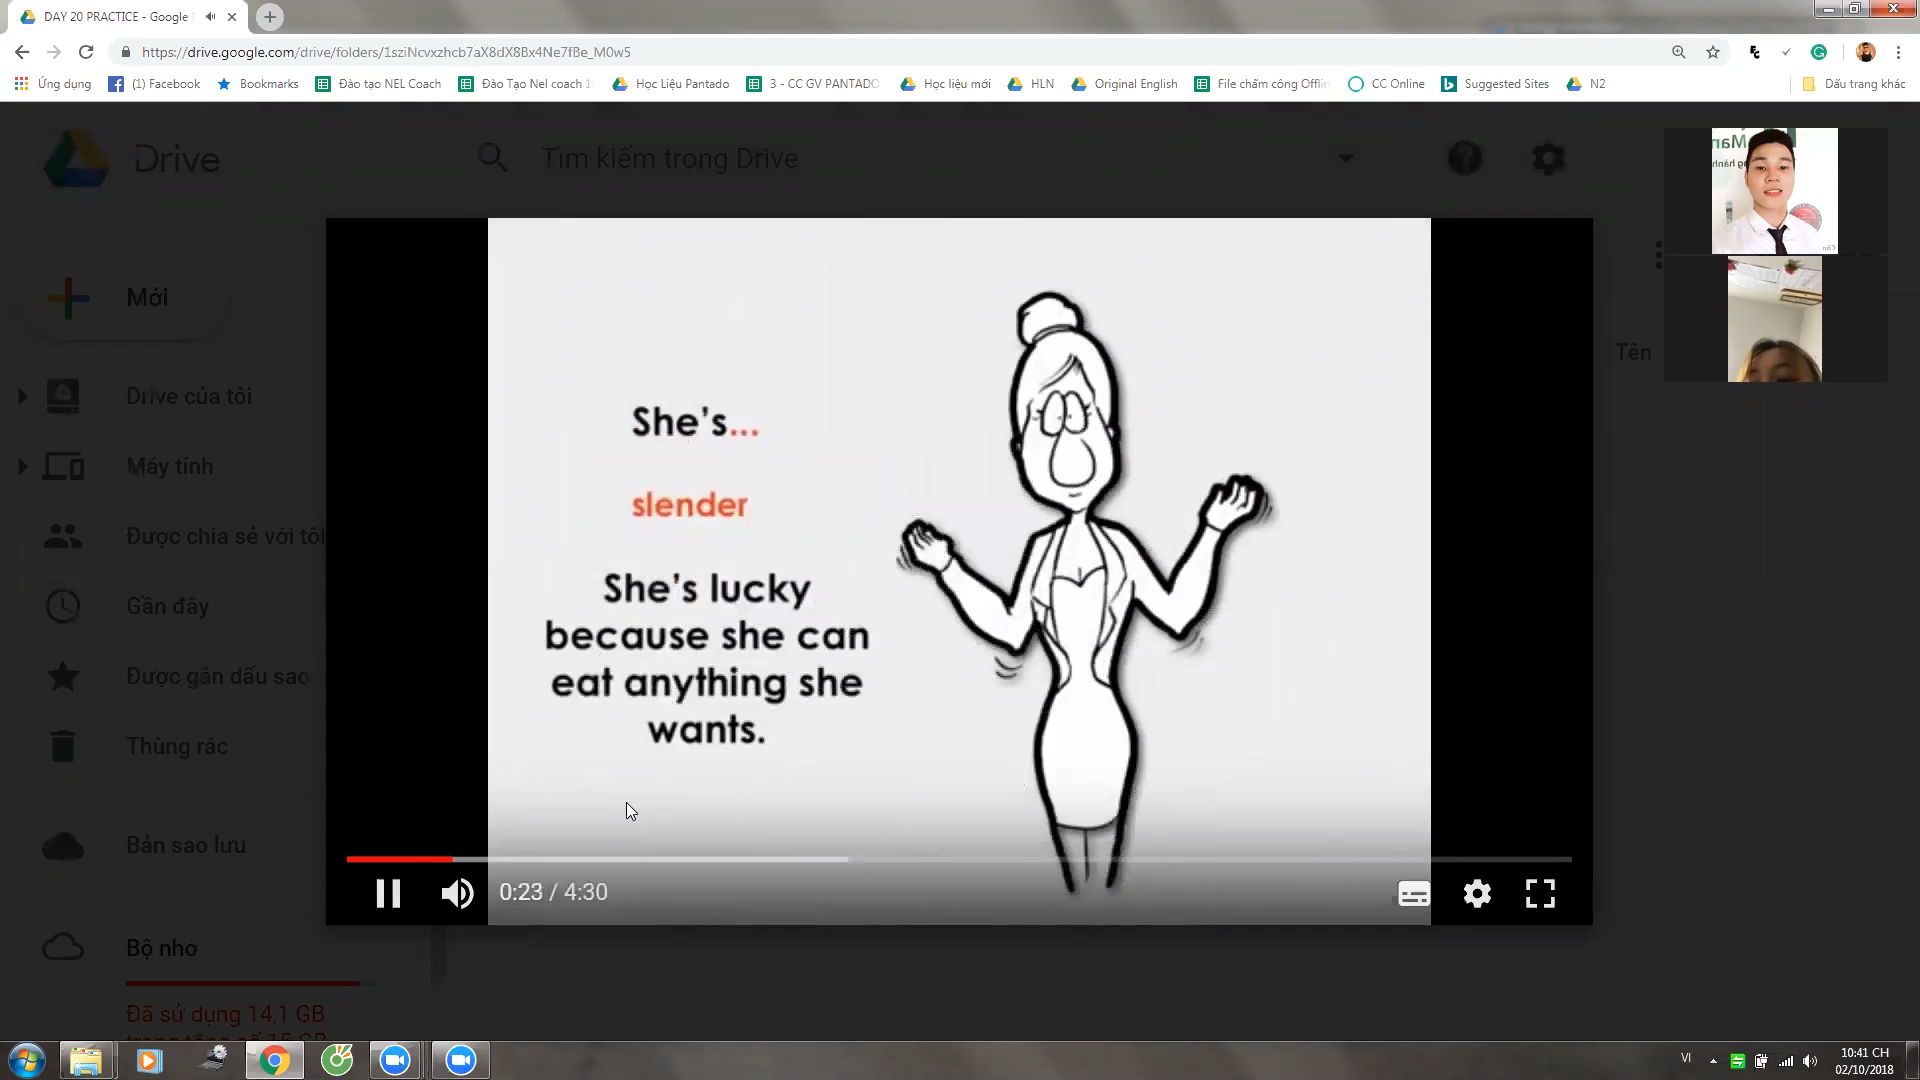 DAY 20 PRACTICE - Google
https://drive.google.com/drive/folders/1sziNcvxzhcb7aX8dX8Bx4Ne7fBe_M0w5
Ứng dụng
(1) Facebook
Bookmarks
Đào tạo NEL Coach
Đào Tạo Nel coach 1
Học Liệu Pantado
3 - CC GV PANTADO
Học liệu mới
HLN
Original English
File chấm công Offlin
CC Online
Suggested Sites
N2
Dấu trang khác
Drive
Tìm kiếm trong Drive
Mới
Drive của tôi
Máy tính
Được chia sẻ với tôi
Gần đây
Được gắn dấu sao
Thùng rác
Bản sao lưu
Bộ nhớ
Đã sử dụng 14,1 GB
Tên
She's...
slender
She's lucky
because she can
eat anything she
wants.
0:23 / 4:30
VI
10:41 CH
02/10/2018